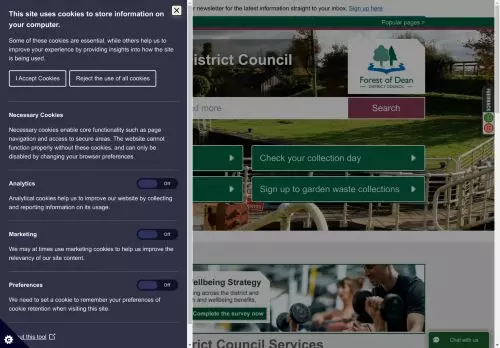 This site uses cookies to store information on
your computer.
Some of these cookies are essential, while others help us to
improve your experience by providing insights into how the site
is being used.
I Accept Cookies
Reject the use of all cookies
Necessary Cookies
Necessary cookies enable core functionality such as page
navigation and access to secure areas. The website cannot
function properly without these cookies, and can only be
disabled by changing your browser preferences.
Analytics
Off
Analytical cookies help us to improve our website by collecting
and reporting information on its usage.
Marketing
Off
We may at times use marketing cookies to help us improve the
relevancy of our site content.
Preferences
Off
We need to set a cookie to remember your preferences of
cookie retention when visiting this site.
ut this tool
newsletter for the latest information straight to your inbox. Sign up here
Popular pages >
istrict Council
Forest of Dean
DISTRICT COUNCIL
d more
Search
FEEDBACK
Check your collection day
Sign up to garden waste collections
ellbeing Strategy
ng across the district and
n and wellbeing benefits.
Complete the survey now
strict Council Services
Chat with us